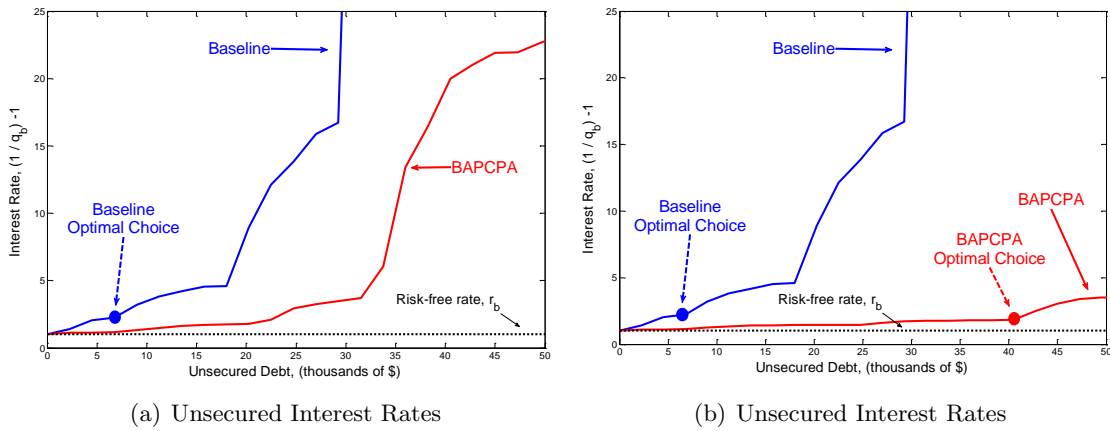 25
20
15
10
5
0
Interest Rate, (1 / q_b) -1
Baseline
BAPCPA
Baseline
Optimal Choice
Risk-free rate, r_b
0 5 10 15 20 25 30 35 40 45 50
Unsecured Debt, (thousands of $)
(a) Unsecured Interest Rates
25
20
15
10
5
0
Interest Rate, (1 / q_b) -1
Baseline
Baseline
Optimal Choice
BAPCPA
BAPCPA
Optimal Choice
Risk-free rate, r_b
0 5 10 15 20 25 30 35 40 45 50
Unsecured Debt, (thousands of $)
(b) Unsecured Interest Rates